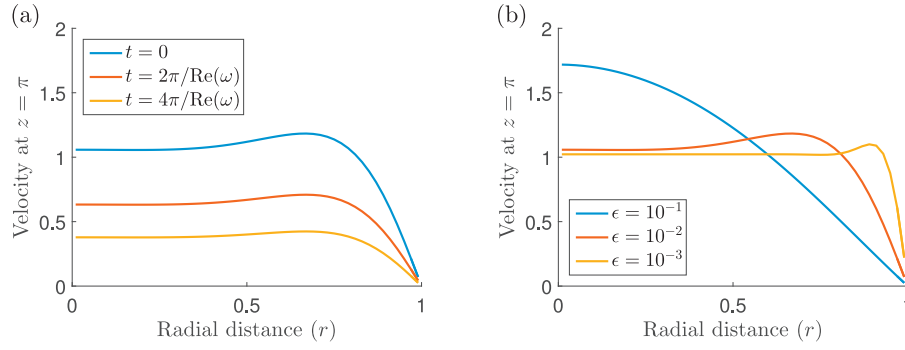 (a)
2
1.5
1
0.5
0
0
0.5
1
Velocity at z = π
Radial distance (r)
t = 0
t = 2π/Re(ω)
t = 4π/Re(ω)
(b)
2
1.5
1
0.5
0
0
0.5
1
Velocity at z = π
Radial distance (r)
ϵ = 10⁻¹
ϵ = 10⁻²
ϵ = 10⁻³